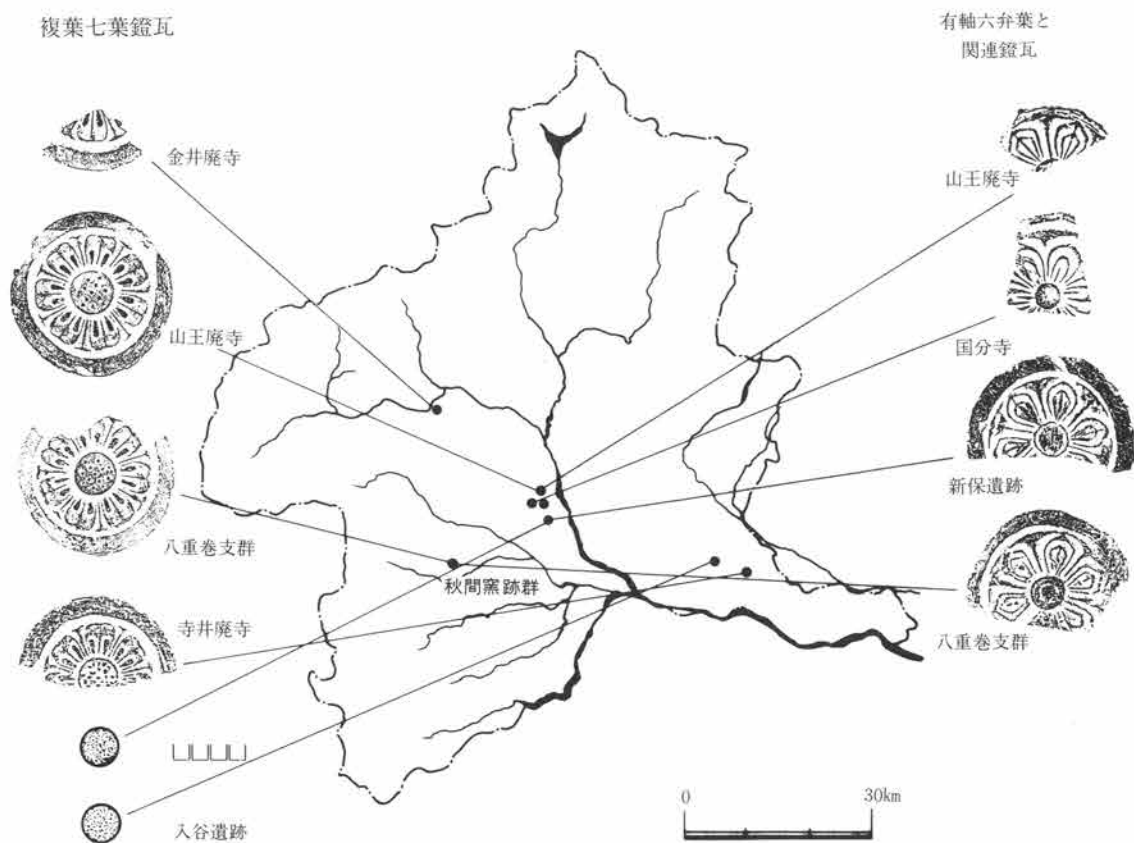 複葉七葉鐙瓦
金井廃寺
山王廃寺
八重巻支群
寺井廃寺
入谷遺跡
秋間窯跡群
有軸六弁葉と
関連鐙瓦
山王廃寺
国分寺
新保遺跡
八重巻支群
0 30km